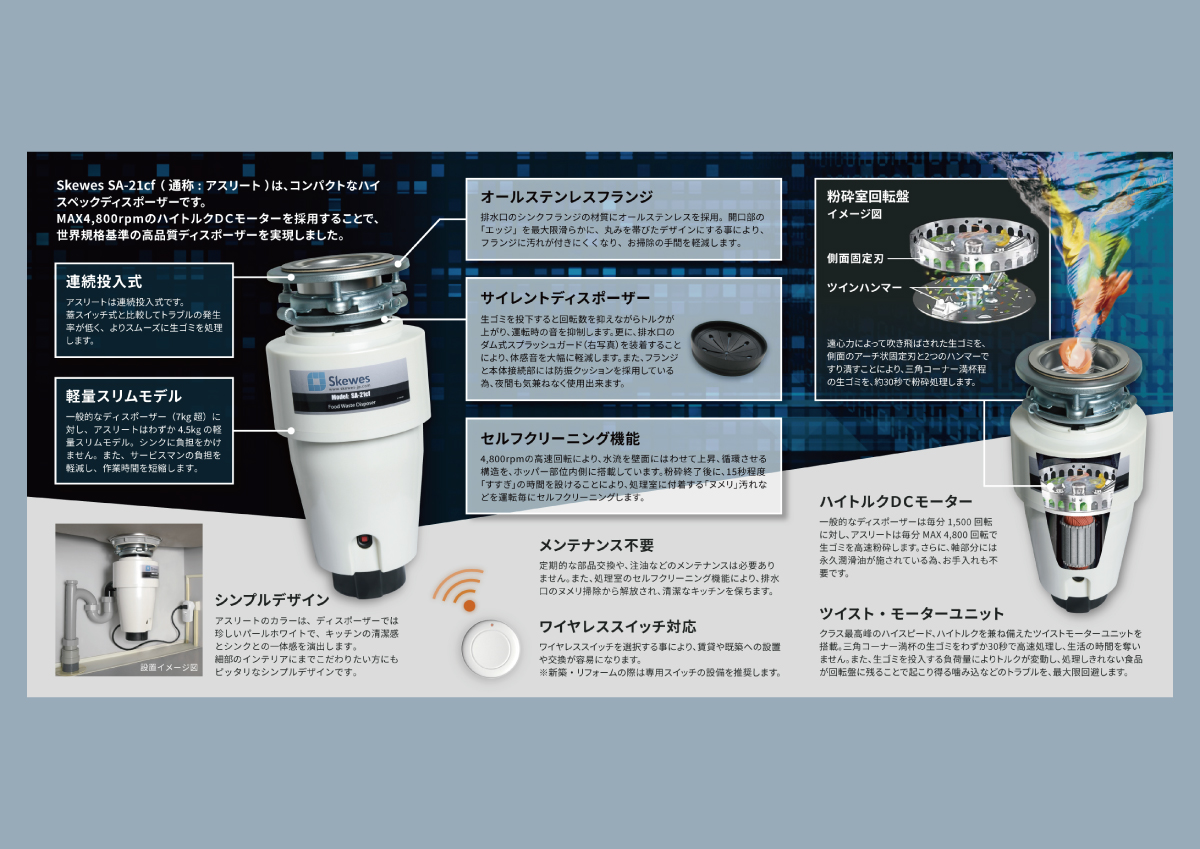 Skewes SA-21cf ( 通称：アスリート )は、コンパクトなハイ
スペックディスポーザーです。
MAX4,800rpmのハイトルクDCモーターを採用することで、
世界規格基準の高品質ディスポーザーを実現しました。
連続投入式
アスリートは連続投入式です。
蓋スイッチ式と比較してトラブルの発生
率が低く、よりスムーズに生ゴミを処理
します。
軽量スリムモデル
一般的なディスポーザー（7kg 超）に
対し、アスリートはわずか 4.5kg の軽
量スリムモデル。シンクに負担をかけ
ません。また、サービスマンの負担を
軽減し、作業時間を短縮します。
Skewes
www.skewes-jp.com
Model: SA-21cf
Food Waste Disposer
設置イメージ図
シンプルデザイン
アスリートのカラーは、ディスポーザーでは
珍しいパールホワイトで、キッチンの清潔感
とシンクとの一体感を演出します。
細部のインテリアにまでこだわりたい方にも
ピッタリなシンプルデザインです。
オールステンレスフランジ
排水口のシンクフランジの材質にオールステンレスを採用。開口部の
「エッジ」を最大限滑らかに、丸みを帯びたデザインにする事により、
フランジに汚れが付きにくくなり、お掃除の手間を軽減します。
サイレントディスポーザー
生ゴミを投下すると回転数を抑えながらトルクが
上がり、運転時の音を抑制します。更に、排水口の
ダム式スプラッシュガード（右写真）を装着すること
により、体感音を大幅に軽減します。また、フランジ
と本体接続部には防振クッションを採用している
為、夜間も気兼ねなく使用出来ます。
セルフクリーニング機能
4,800rpmの高速回転により、水流を壁面にはわせて上昇、循環させる
構造を、ホッパー部位内側に搭載しています。粉砕終了後に、15秒程度
「すすぎ」の時間を設けることにより、処理室に付着する「ヌメリ」汚れな
どを運転毎にセルフクリーニングします。
メンテナンス不要
定期的な部品交換や、注油などのメンテナンスは必要あり
ません。また、処理室のセルフクリーニング機能により、排水
口のヌメリ掃除から解放され、清潔なキッチンを保ちます。
ワイヤレススイッチ対応
ワイヤレススイッチを選択する事により、賃貸や既築への設置
や交換が容易になります。
※新築・リフォームの際は専用スイッチの設備を推奨します。
粉砕室回転盤
イメージ図
側面固定刃
ツインハンマー
遠心力によって吹き飛ばされた生ゴミを、
側面のアーチ状固定刃と2つのハンマーで
すり潰すことにより、三角コーナー満杯程
の生ゴミを、約30秒で粉砕処理します。
ハイトルクDCモーター
一般的なディスポーザーは毎分 1,500 回転
に対し、アスリートは毎分 MAX 4,800 回転で
生ゴミを高速粉砕します。さらに、軸部分には
永久潤滑油が施されている為、お手入れも不
要です。
ツイスト・モーターユニット
クラス最高峰のハイスピード、ハイトルクを兼ね備えたツイストモーターユニットを
搭載。三角コーナー満杯の生ゴミをわずか30秒で高速処理し、生活の時間を奪い
ません。また、生ゴミを投入する負荷量によりトルクが変動し、処理しきれない食品
が回転盤に残ることで起こり得る噛み込などのトラブルを、最大限回避します。